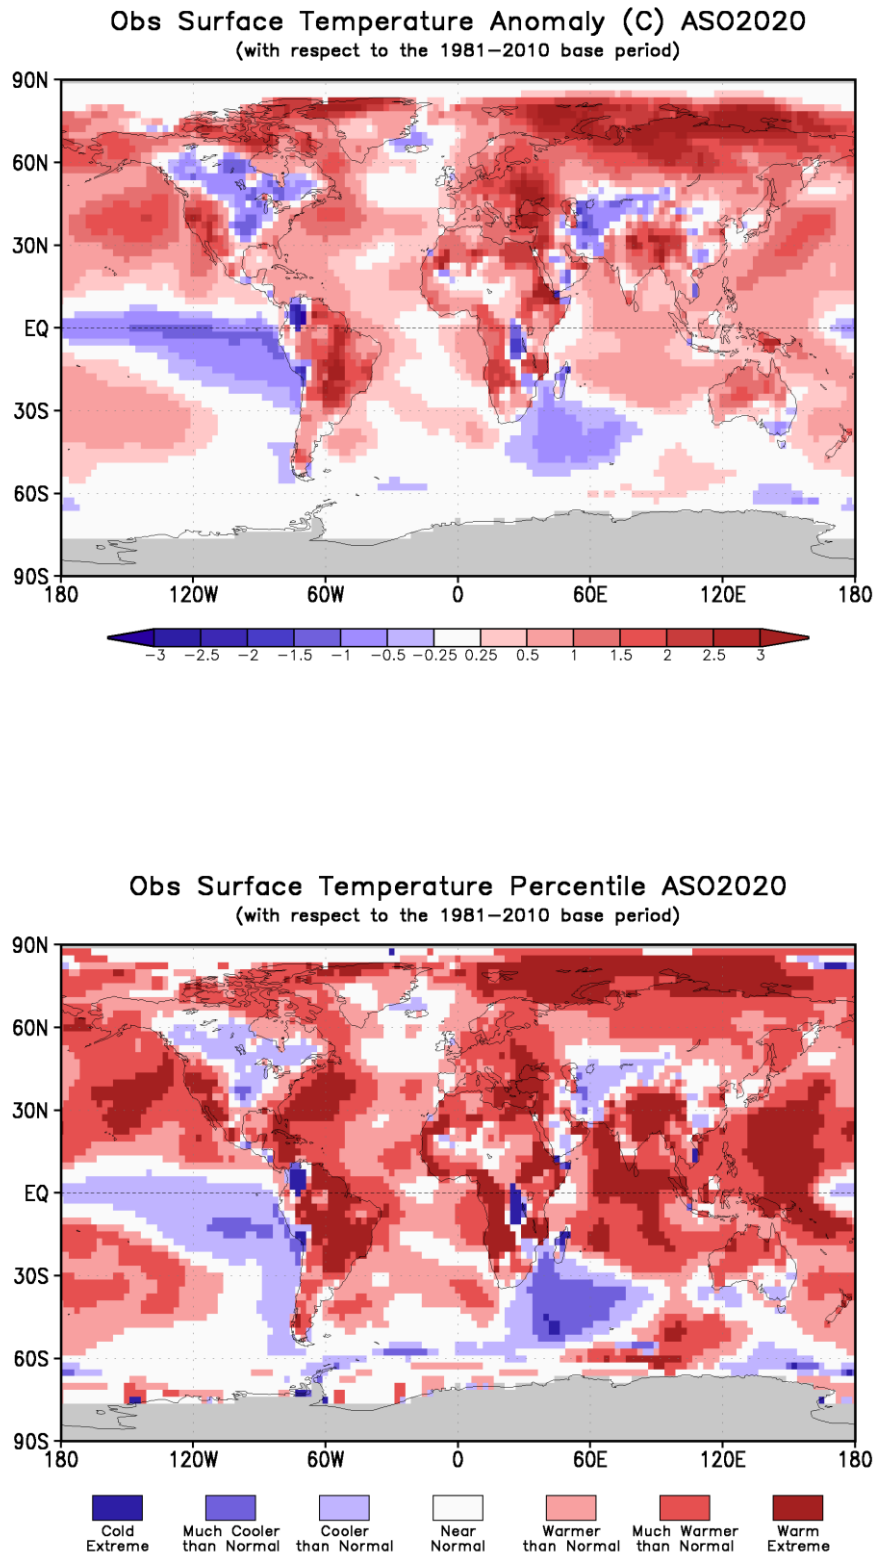 Obs Surface Temperature Anomaly (C) ASO2020
(with respect to the 1981−2010 base period)
90N
60N
30N
EQ
30S
60S
90S
180 120W 60W 0 60E 120E 180
−3 −2.5 −2 −1.5 −1 −0.5 −0.25 0.25 0.5 1 1.5 2 2.5 3
Obs Surface Temperature Percentile ASO2020
(with respect to the 1981−2010 base period)
90N
60N
30N
EQ
30S
60S
90S
180 120W 60W 0 60E 120E 180
Cold Much Cooler Cooler Near Warmer Much Warmer Warm
Extreme than Normal than Normal Normal than Normal than Normal Extreme